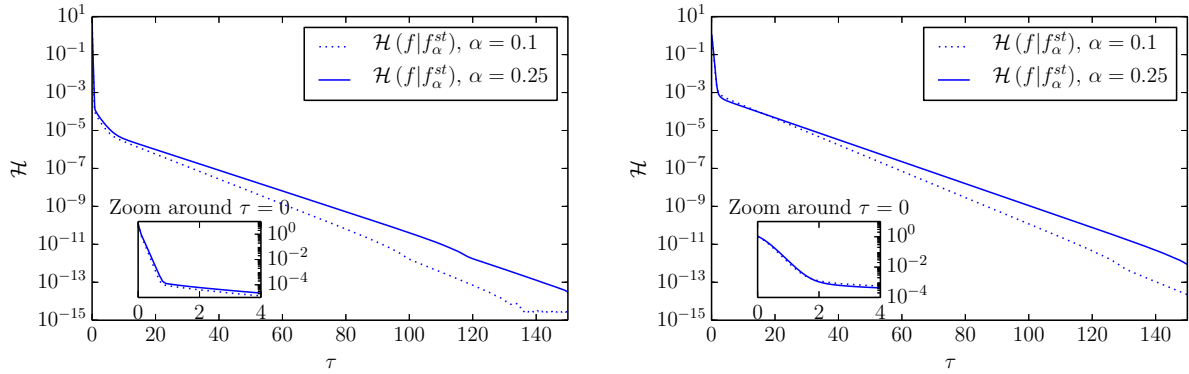 10^1
10^{-1}
10^{-3}
10^{-5}
10^{-7}
10^{-9}
10^{-11}
10^{-13}
10^{-15}
ℋ
ℋ(f|f_α^{st}), α = 0.1
ℋ(f|f_α^{st}), α = 0.25
Zoom around τ = 0
10^0
10^{-2}
10^{-4}
0 2 4
0 20 40 60 80 100 120 140
τ
10^1
10^{-1}
10^{-3}
10^{-5}
10^{-7}
10^{-9}
10^{-11}
10^{-13}
10^{-15}
ℋ
ℋ(f|f_α^{st}), α = 0.1
ℋ(f|f_α^{st}), α = 0.25
Zoom around τ = 0
10^0
10^{-2}
10^{-4}
0 2 4
0 20 40 60 80 100 120 140
τ